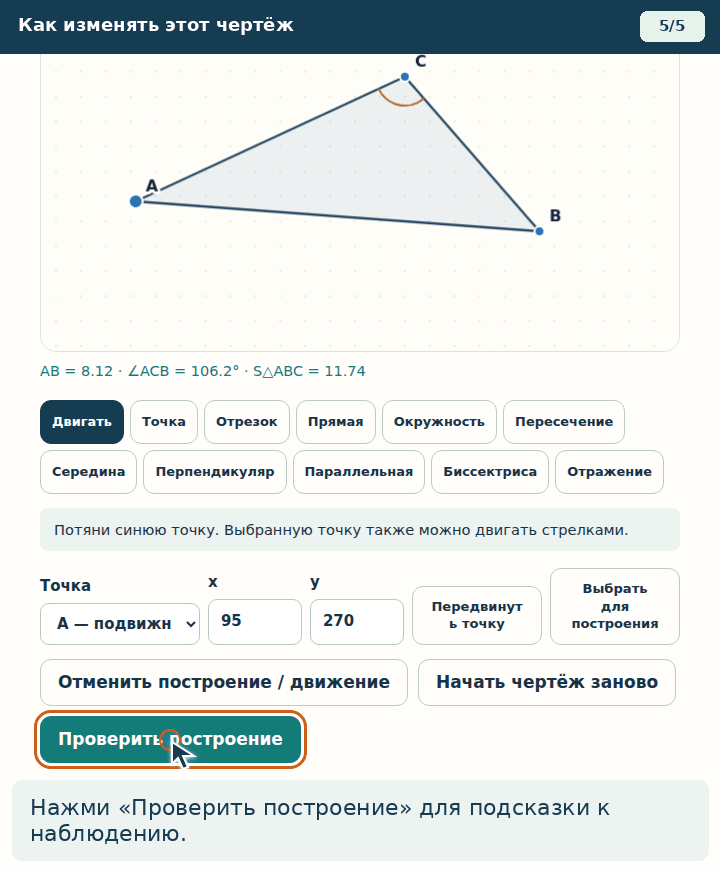 Как изменять этот чертёж
5/5
C
A
B
AB = 8.12 · ∠ACB = 106.2° · S△ABC = 11.74
Двигать
Точка
Отрезок
Прямая
Окружность
Пересечение
Середина
Перпендикуляр
Параллельная
Биссектриса
Отражение
Потяни синюю точку. Выбранную точку также можно двигать стрелками.
Точка
x
y
A — подвижн
95
270
Передвинут
ь точку
Выбрать
для
построения
Отменить построение / движение
Начать чертёж заново
Проверить построение
Нажми «Проверить построение» для подсказки к
наблюдению.